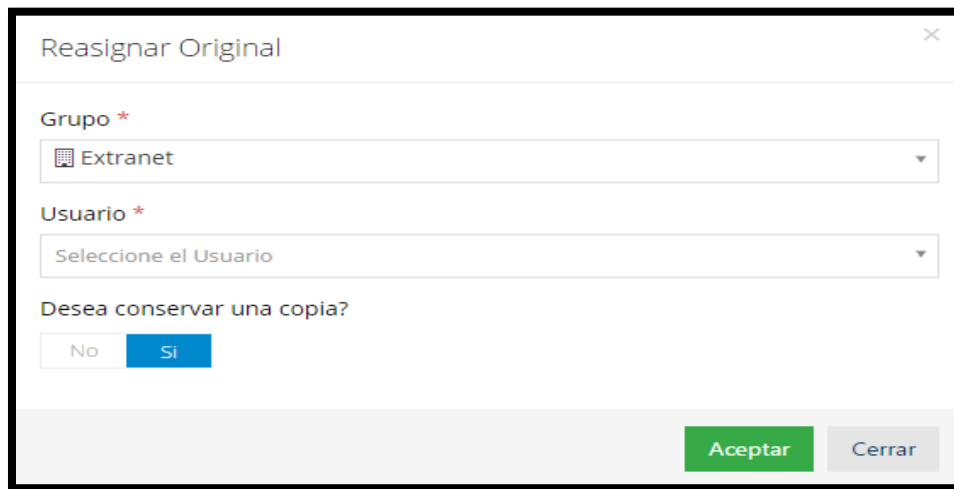 Reasignar Original
Grupo *
Extranet
Usuario *
Seleccione el Usuario
Desea conservar una copia?
No Si
Aceptar Cerrar